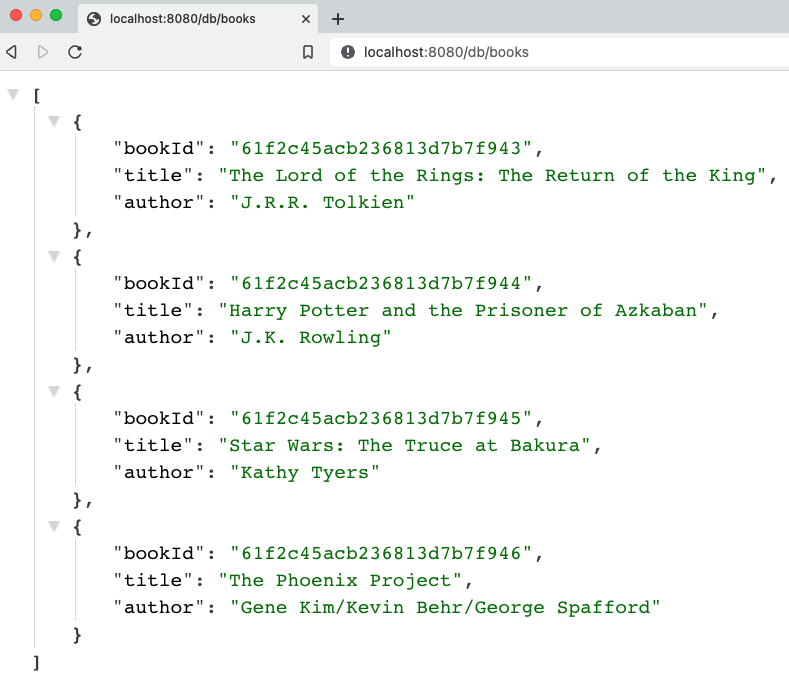 localhost:8080/db/books
localhost:8080/db/books
[
{
"bookId": "61f2c45acb236813d7b7f943",
"title": "The Lord of the Rings: The Return of the King",
"author": "J.R.R. Tolkien"
},
{
"bookId": "61f2c45acb236813d7b7f944",
"title": "Harry Potter and the Prisoner of Azkaban",
"author": "J.K. Rowling"
},
{
"bookId": "61f2c45acb236813d7b7f945",
"title": "Star Wars: The Truce at Bakura",
"author": "Kathy Tyers"
},
{
"bookId": "61f2c45acb236813d7b7f946",
"title": "The Phoenix Project",
"author": "Gene Kim/Kevin Behr/George Spafford"
}
]